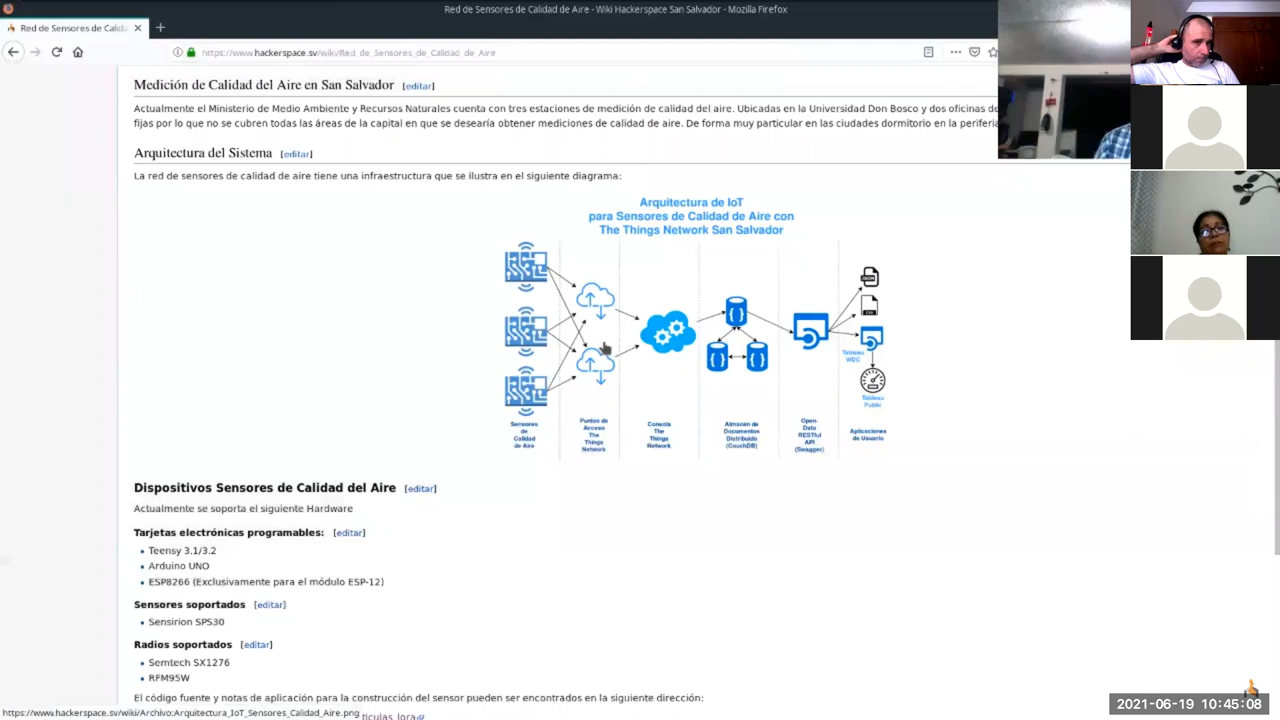 Red de Sensores de Calidad de Aire - Wiki Hackerspace San Salvador - Mozilla Firefox
Red de Sensores de Calida
https://www.hackerspace.sv/wiki/Red_de_Sensores_de_Calidad_de_Aire
Medición de Calidad del Aire en San Salvador [editar]
Actualmente el Ministerio de Medio Ambiente y Recursos Naturales cuenta con tres estaciones de medición de calidad del aire. Ubicadas en la Universidad Don Bosco y dos oficinas de
fijas por lo que no se cubren todas las áreas de la capital en que se desearía obtener mediciones de calidad de aire. De forma muy particular en las ciudades dormitorio en la periferia
Arquitectura del Sistema [editar]
La red de sensores de calidad de aire tiene una infraestructura que se ilustra en el siguiente diagrama:
Arquitectura de IoT
para Sensores de Calidad de Aire con
The Things Network San Salvador
JSON
CSV
Tableau
WDC
Tableau
Public
Sensores
de
Calidad
de Aire
Puntos de
Acceso
The
Things
Network
Consola
The
Things
Network
Almacén de
Documentos
Distribuido
(CouchDB)
Open-
Data
RESTful
API
(Swagger)
Aplicaciones
de Usuario
Dispositivos Sensores de Calidad del Aire [editar]
Actualmente se soporta el siguiente Hardware
Tarjetas electrónicas programables: [editar]
Teensy 3.1/3.2
Arduino UNO
ESP8266 (Exclusivamente para el módulo ESP-12)
Sensores soportados [editar]
Sensirion SPS30
Radios soportados [editar]
Semtech SX1276
RFM95W
El código fuente y notas de aplicación para la construcción del sensor pueden ser encontrados en la siguiente dirección:
https://www.hackerspace.sv/wiki/Archivo:Arquitectura_IoT_Sensores_Calidad_Aire.png
ticulas_lora
2021-06-19 10:45:08